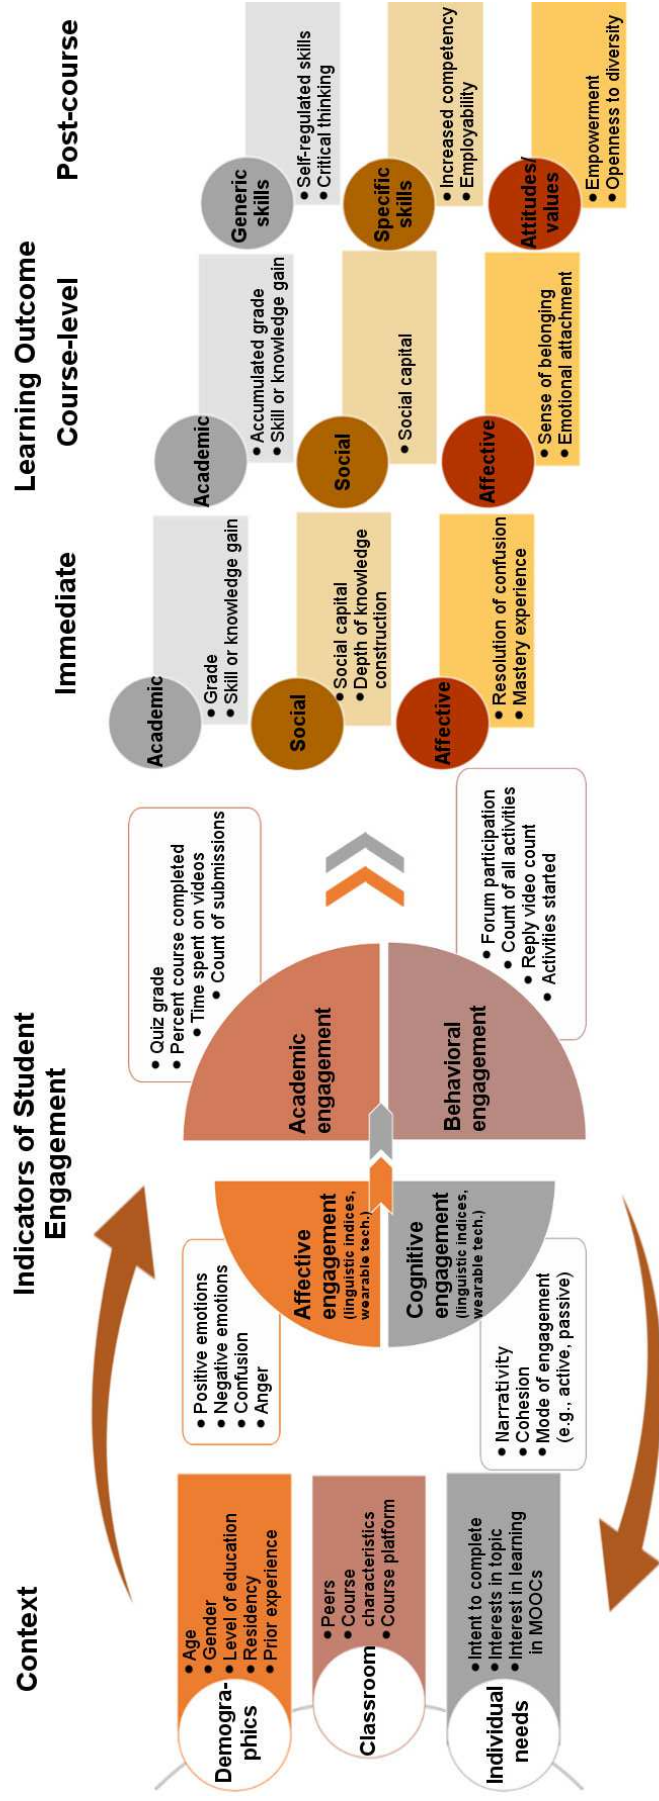 Context
Demogra-
phics
• Age
• Gender
• Level of education
• Residency
• Prior experience
Classroom
• Peers
• Course
characteristics
• Course platform
Individual
needs
• Intent to complete
• Interests in topic
• Interest in learning
in MOOCs
Indicators of Student
Engagement
• Positive emotions
• Negative emotions
• Confusion
• Anger
Affective
engagement
(linguistic indices,
wearable tech.)
Cognitive
engagement
(linguistic indices,
wearable tech.)
• Narrativity
• Cohesion
• Mode of engagement
(e.g., active, passive)
• Quiz grade
• Percent course completed
• Time spent on videos
• Count of submissions
Academic
engagement
Behavioral
engagement
• Forum participation
• Count of all activities
• Reply video count
• Activities started
Learning Outcome
Immediate
Academic
• Grade
• Skill or knowledge gain
Social
• Social capital
• Depth of knowledge
construction
Affective
• Resolution of confusion
• Mastery experience
Course-level
Academic
• Accumulated grade
• Skill or knowledge gain
Social
• Social capital
Affective
• Sense of belonging
• Emotional attachment
Post-course
Generic
skills
• Self-regulated skills
• Critical thinking
Specific
skills
• Increased competency
• Employability
Attitudes/
values
• Empowerment
• Openness to diversity